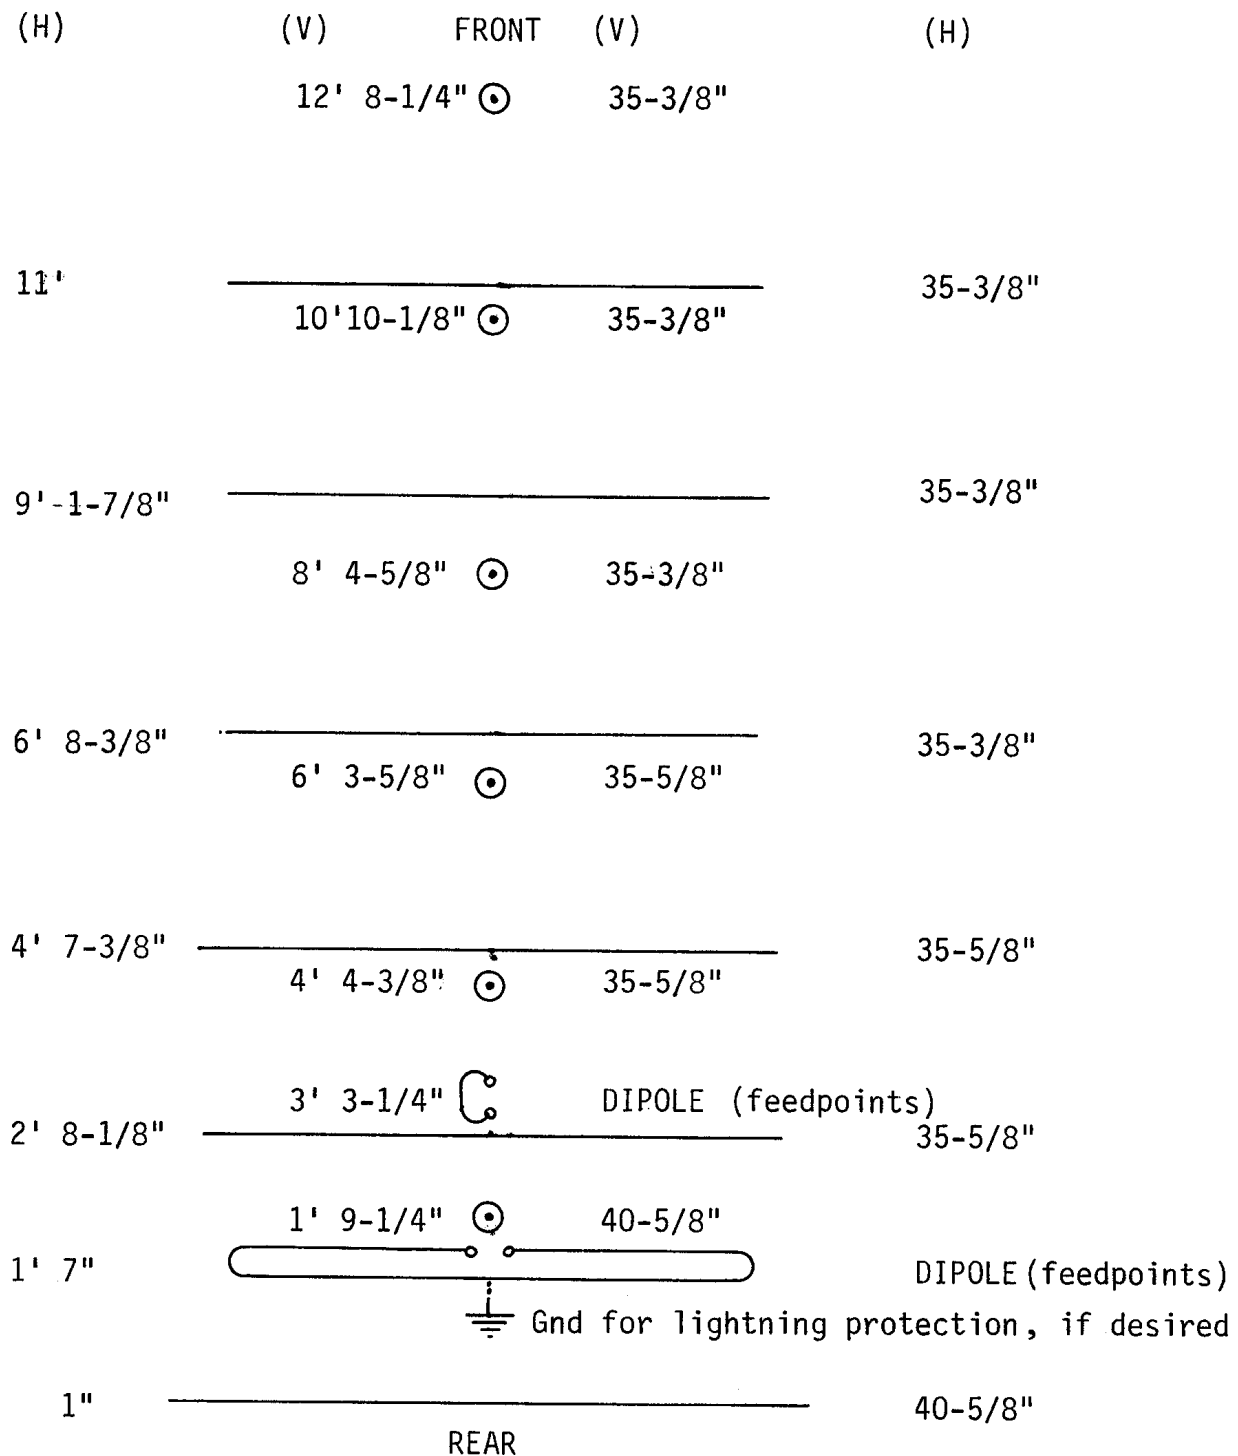 (H) (V) FRONT (V) (H)
12' 8-1/4" 35-3/8"
11' 35-3/8"
10'10-1/8" 35-3/8"
9'-1-7/8" 35-3/8"
8' 4-5/8" 35-3/8"
6' 8-3/8" 35-3/8"
6' 3-5/8" 35-5/8"
4' 7-3/8" 35-5/8"
4' 4-3/8" 35-5/8"
3' 3-1/4" DIPOLE (feedpoints)
2' 8-1/8" 35-5/8"
1' 9-1/4" 40-5/8"
1' 7" DIPOLE (feedpoints)
Gnd for lightning protection, if desired
1" 40-5/8"
REAR